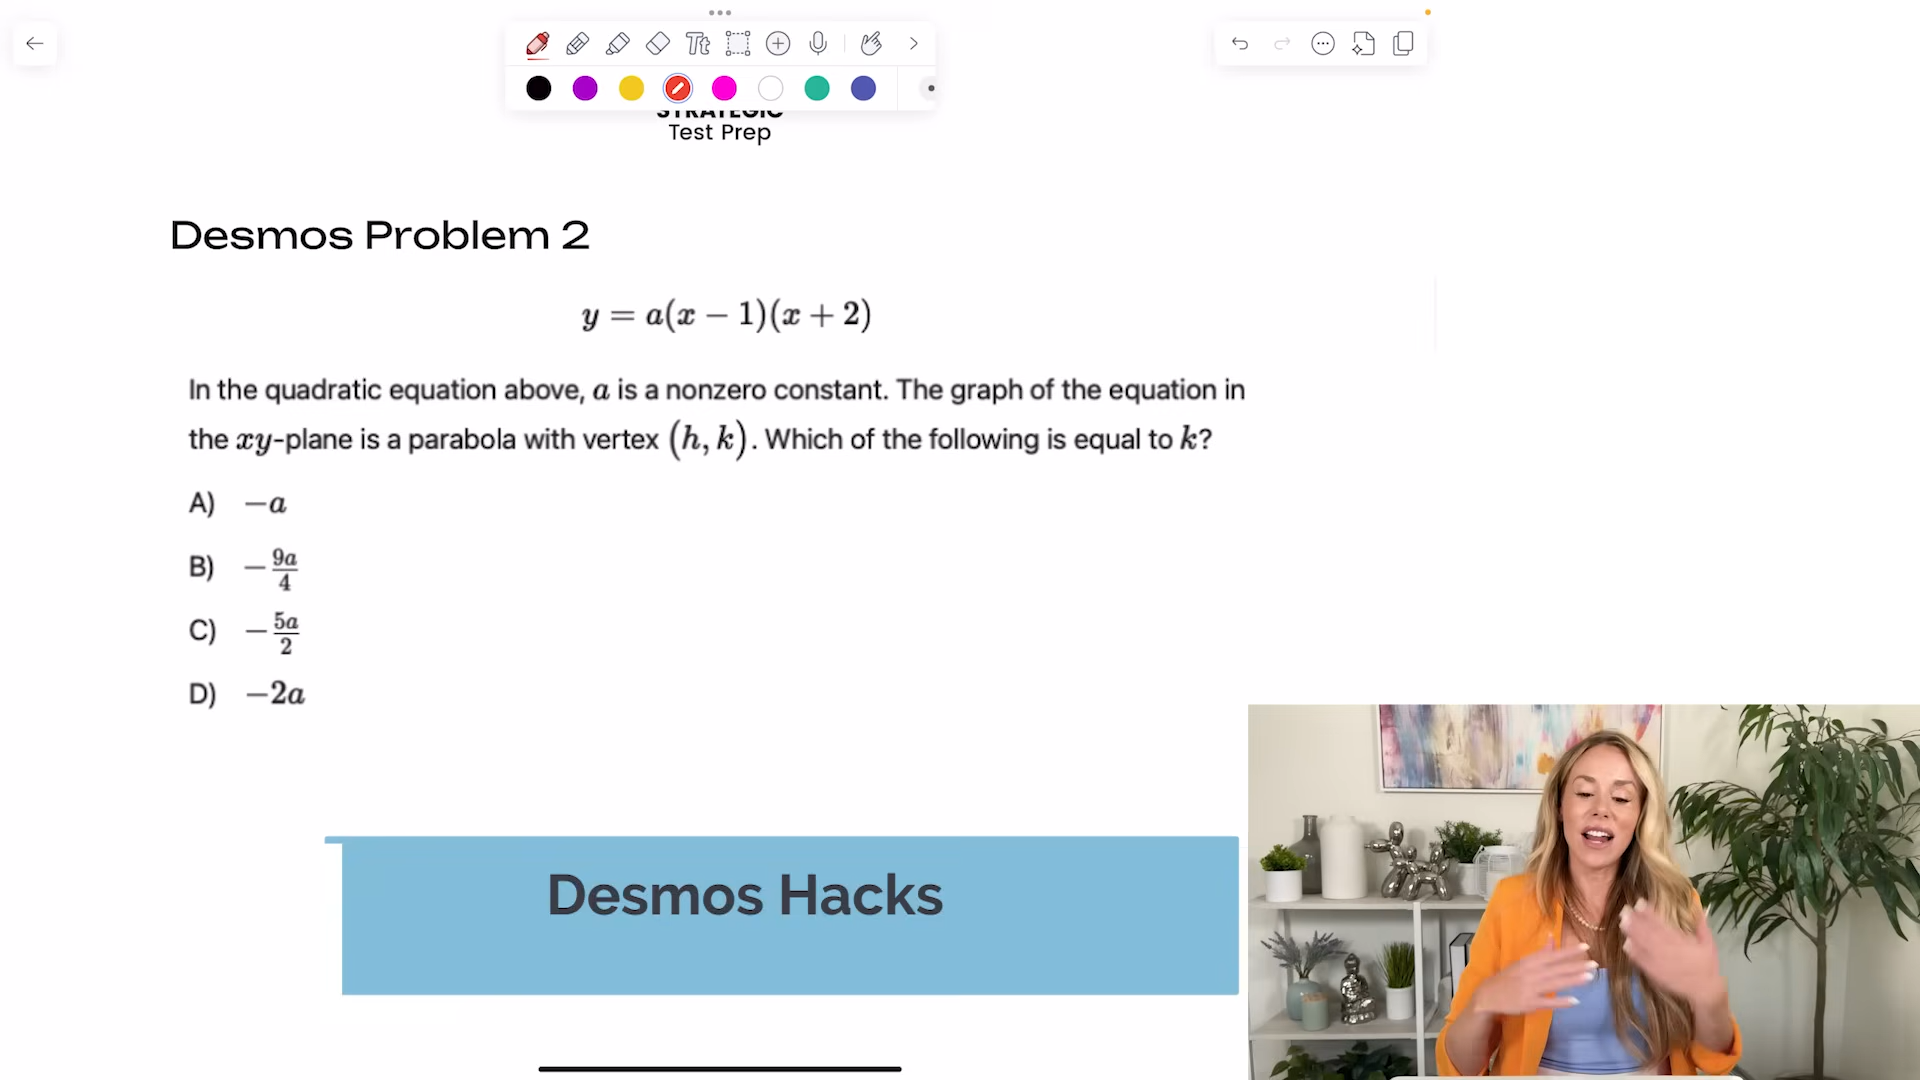 Tt
STRATEGIC
Test Prep
Desmos Problem 2
y = a(x − 1)(x + 2)
In the quadratic equation above, a is a nonzero constant. The graph of the equation in
the xy-plane is a parabola with vertex (h, k). Which of the following is equal to k?
A) −a
B) −9a/4
C) −5a/2
D) −2a
Desmos Hacks